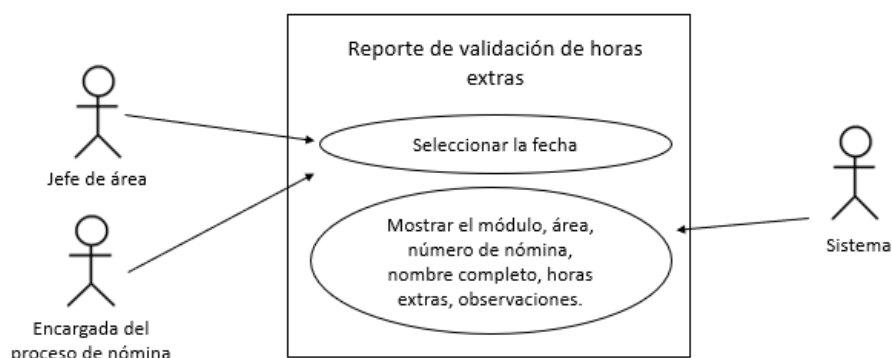 Reporte de validación de horas
extras
Jefe de área
Seleccionar la fecha
Mostrar el módulo, área,
número de nómina,
nombre completo, horas
extras, observaciones.
Sistema
Encargada del
proceso de nómina